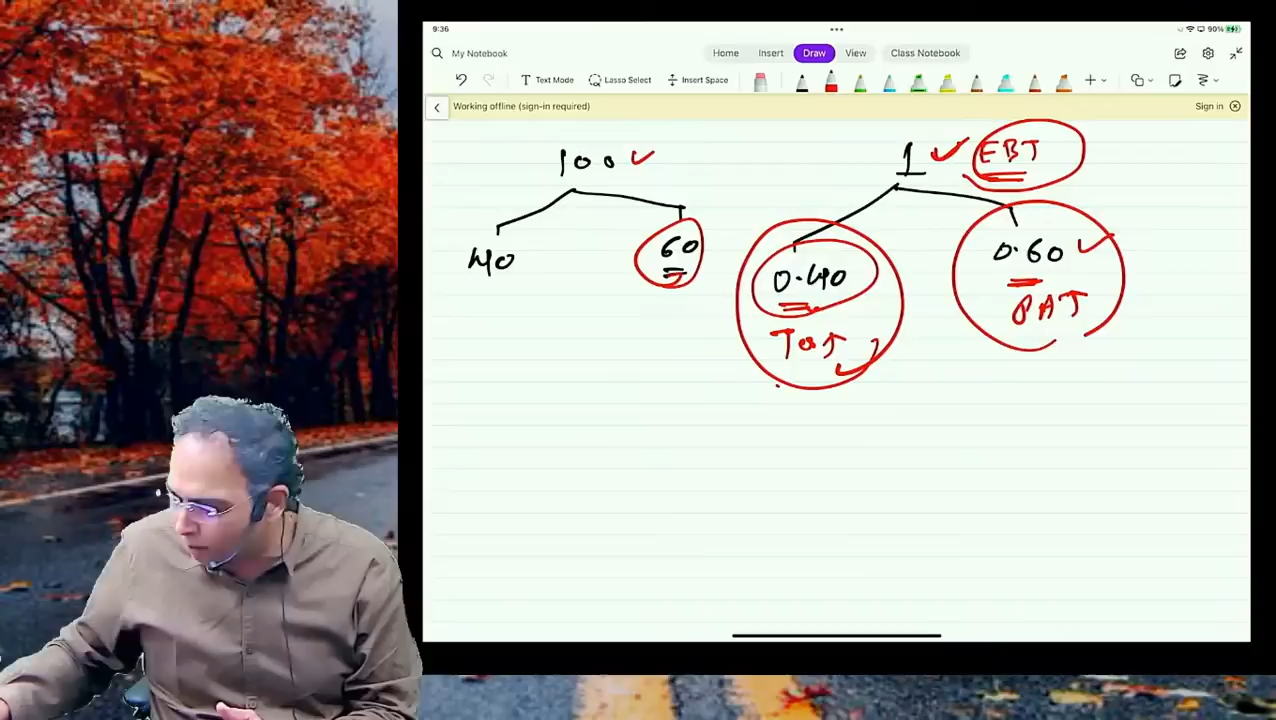 9:36
90%
My Notebook
Home Insert Draw View Class Notebook
Text Mode Lasso Select Insert Space
Working offline (sign-in required) Sign in
100 1 EBT
40 60 0.40 0.60
PAT